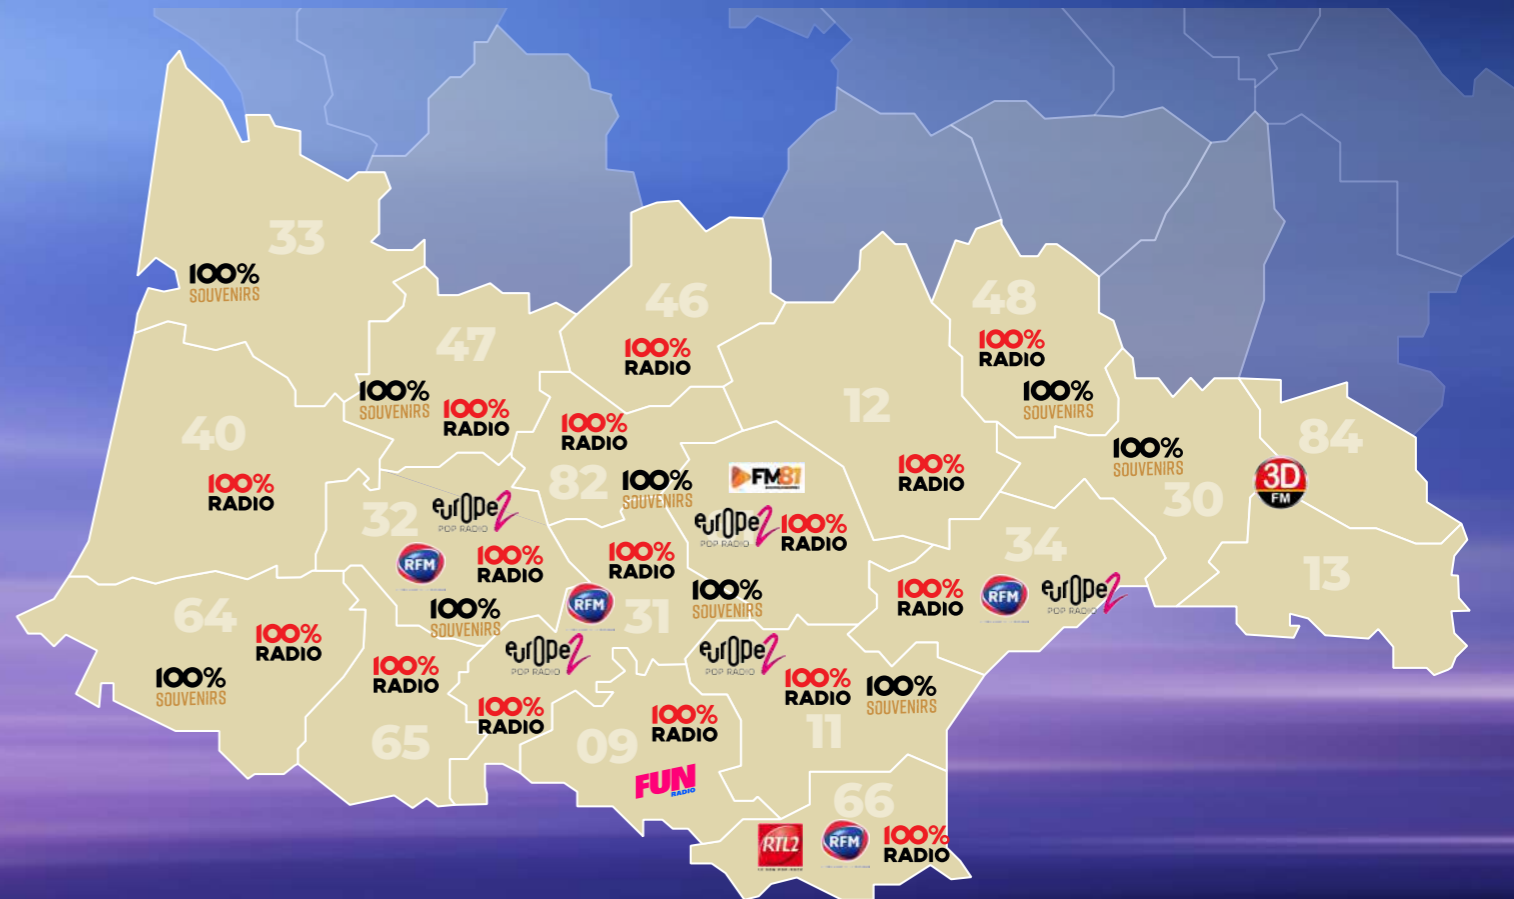 33
100%
SOUVENIRS
46
48
100%
RADIO
47
100%
RADIO
100%
SOUVENIRS
100%
SOUVENIRS
100%
RADIO
12
40
100%
RADIO
84
100%
RADIO
100%
SOUVENIRS
100%
RADIO
82
100%
SOUVENIRS
FM81
3D
FM
30
32
euroPe2
POP RADIO
euroPe2
POP RADIO
100%
RADIO
34
RFM
100%
RADIO
100%
RADIO
13
64
100%
SOUVENIRS
RFM
31
100%
SOUVENIRS
100%
RADIO
RFM
euroPe2
POP RADIO
100%
RADIO
euroPe2
POP RADIO
euroPe2
POP RADIO
100%
SOUVENIRS
100%
RADIO
100%
RADIO
100%
SOUVENIRS
65
100%
RADIO
09
100%
RADIO
11
FUN
RADIO
66
RTL2
RFM
100%
RADIO